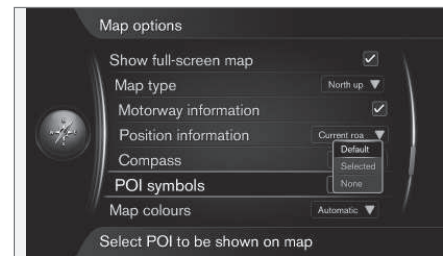 Map options
Show full-screen map
Map type North up
Motorway information
Position information Current roa
Default
Compass
Selected
POI symbols
None
Map colours Automatic
Select POI to be shown on map